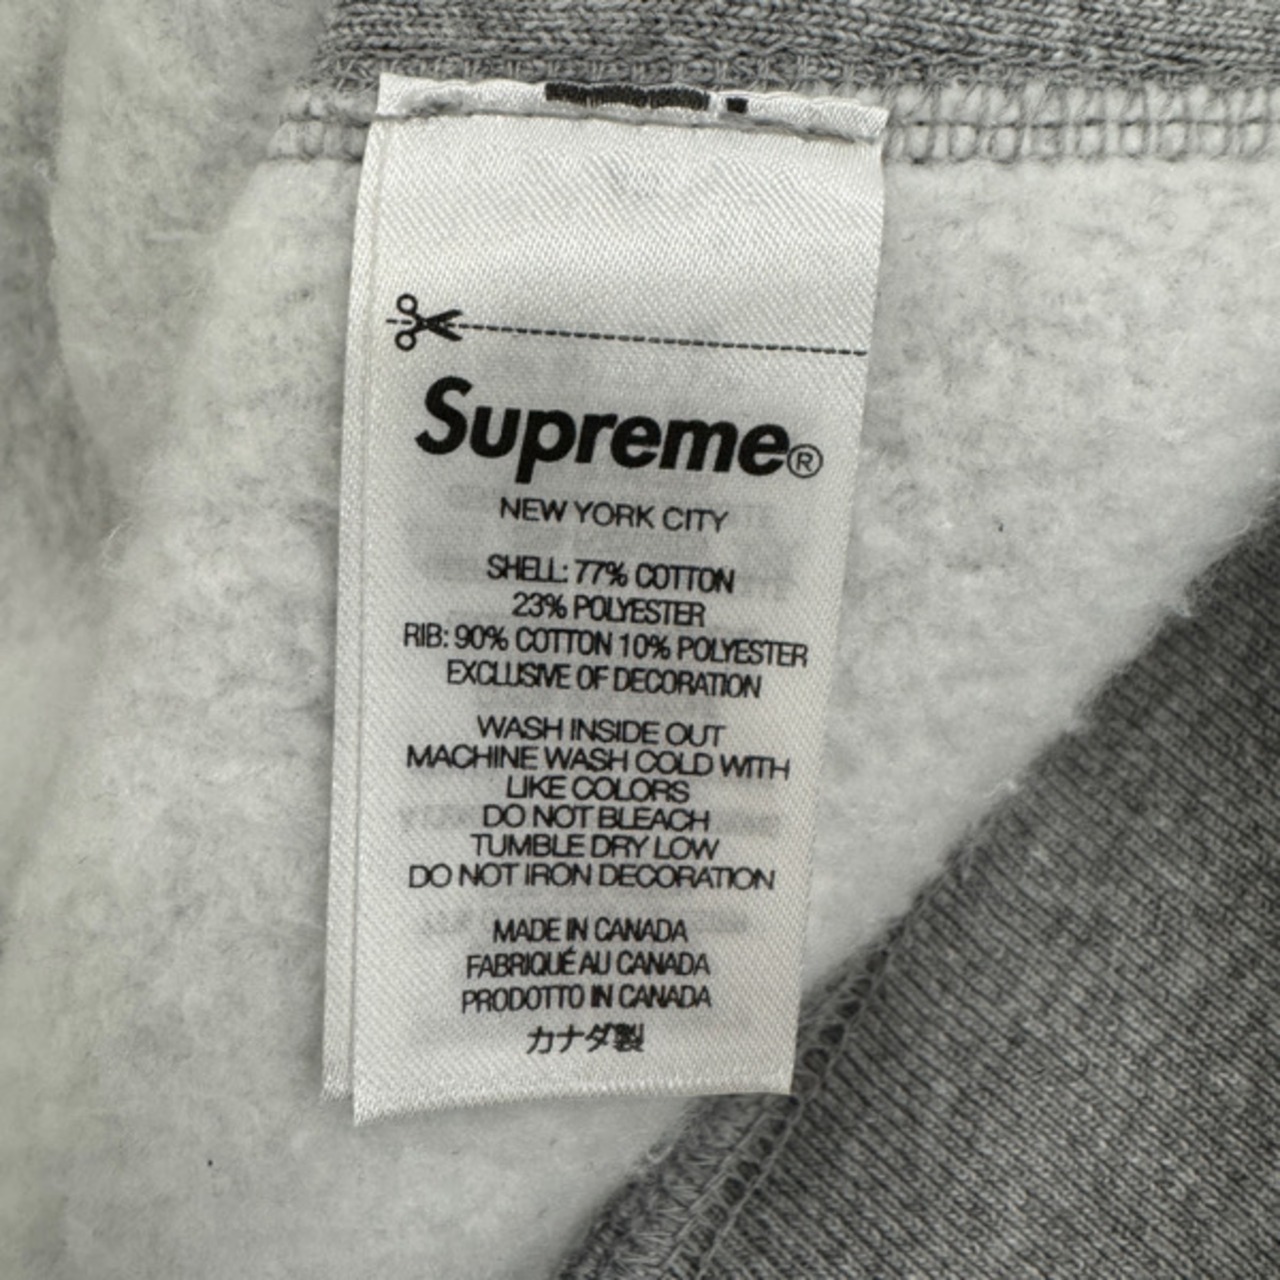 Supreme®
NEW YORK CITY
SHELL: 77% COTTON
23% POLYESTER
RIB: 90% COTTON 10% POLYESTER
EXCLUSIVE OF DECORATION
WASH INSIDE OUT
MACHINE WASH COLD WITH
LIKE COLORS
DO NOT BLEACH
TUMBLE DRY LOW
DO NOT IRON DECORATION
MADE IN CANADA
FABRIQUÉ AU CANADA
PRODOTTO IN CANADA
カナダ製